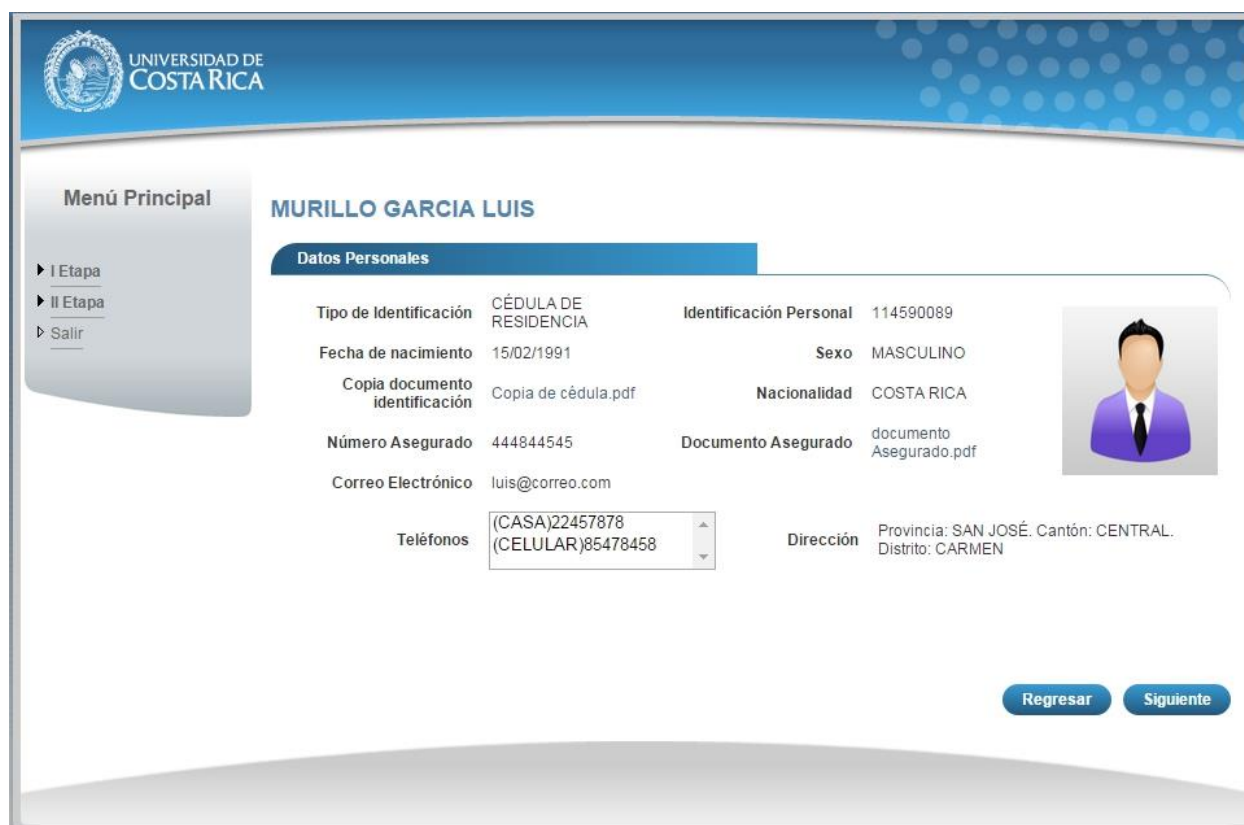 UNIVERSIDAD DE
COSTA RICA
Menú Principal
I Etapa
II Etapa
Salir
MURILLO GARCIA LUIS
Datos Personales
Tipo de Identificación
CÉDULA DE
RESIDENCIA
Identificación Personal 114590089
Fecha de nacimiento 15/02/1991
Sexo MASCULINO
Copia documento
identificación
Copia de cédula.pdf
Nacionalidad COSTA RICA
Número Asegurado 444844545
Documento Asegurado
documento
Asegurado.pdf
Correo Electrónico luis@correo.com
Teléfonos
(CASA)22457878
(CELULAR)85478458
Dirección
Provincia: SAN JOSÉ. Cantón: CENTRAL.
Distrito: CARMEN
Regresar Siguiente